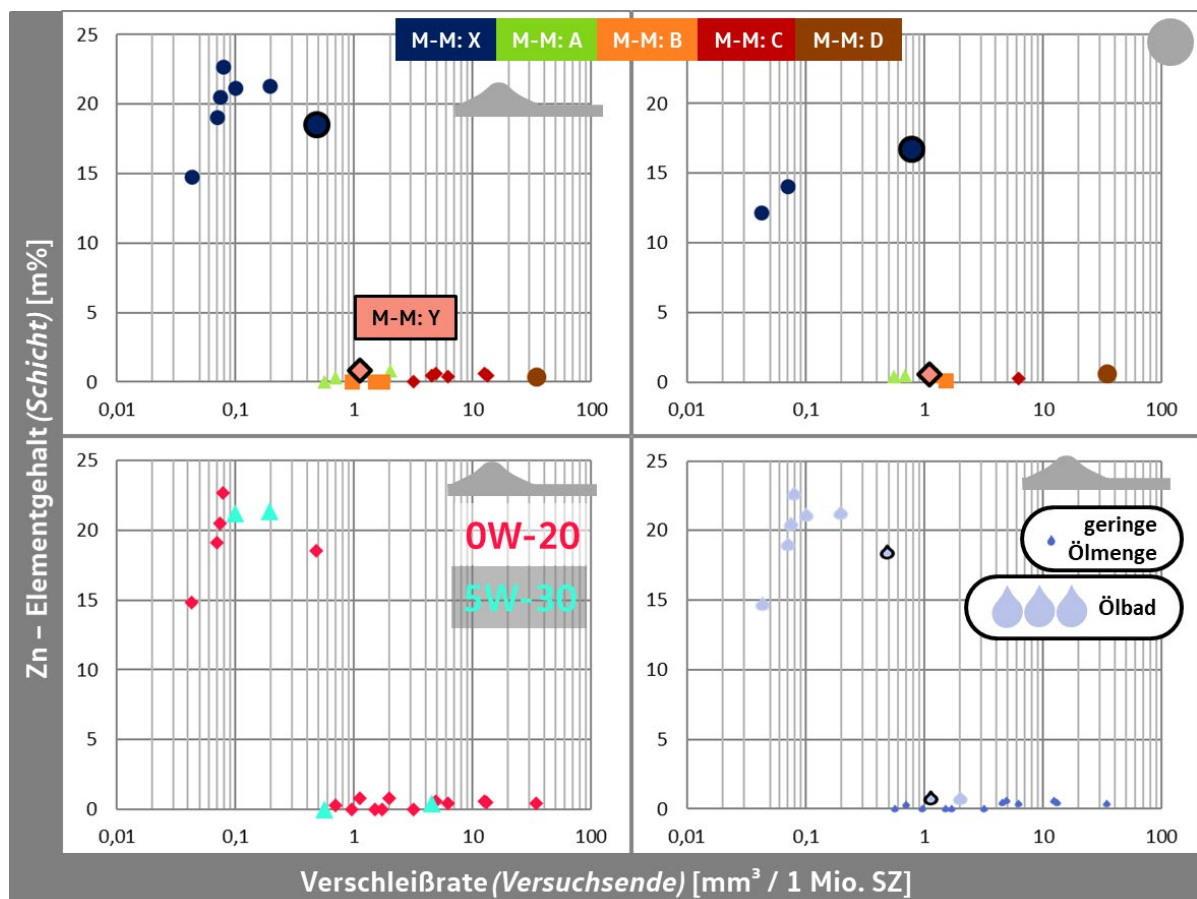 M-M: X M-M: A M-M: B M-M: C M-M: D
Zn – Elementgehalt (Schicht) [m%]
25
20
15
10
5
0
M-M: Y
0,01 0,1 1 10 100
25
20
15
10
5
0
0,01 0,1 1 10 100
25
20
15
10
5
0
0W-20
5W-30
0,01 0,1 1 10 100
25
20
15
10
5
0
geringe
Ölmenge
Ölbad
0,01 0,1 1 10 100
Verschleißrate (Versuchsende) [mm³ / 1 Mio. SZ]